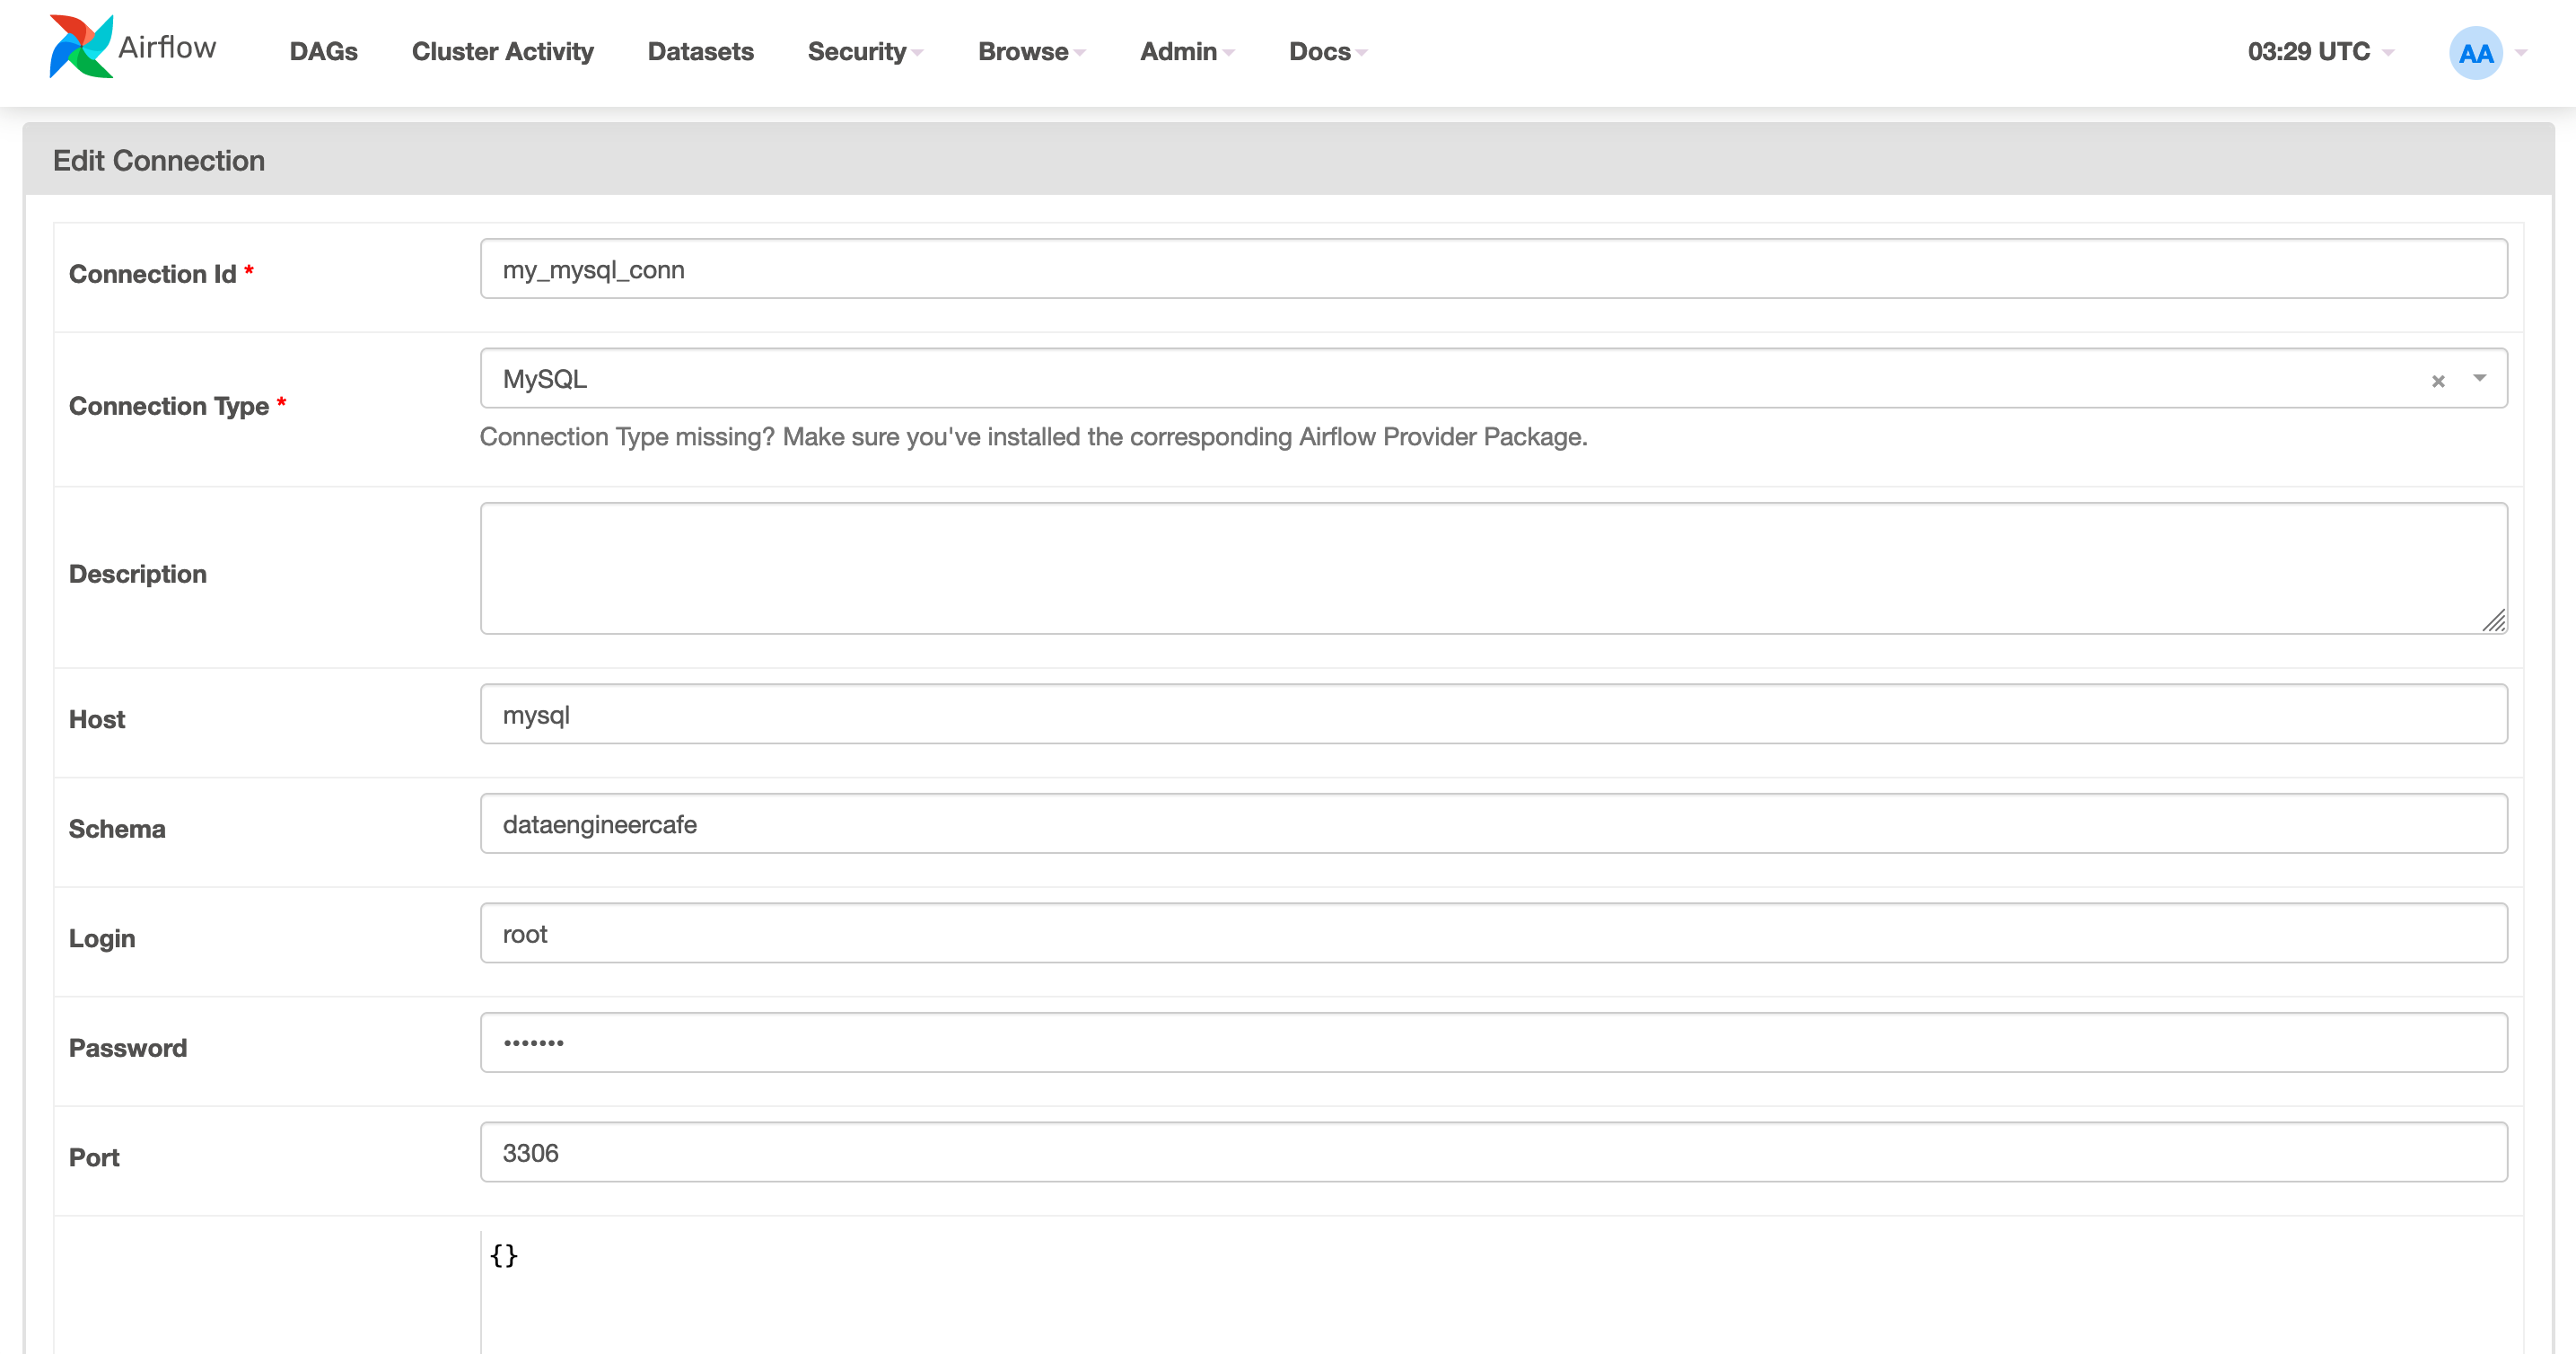 Airflow DAGs Cluster Activity Datasets Security Browse Admin Docs 03:29 UTC AA
Edit Connection
Connection Id * my_mysql_conn
Connection Type * MySQL × 
Connection Type missing? Make sure you've installed the corresponding Airflow Provider Package.
Description
Host mysql
Schema dataengineercafe
Login root
Password •••••••
Port 3306
{}